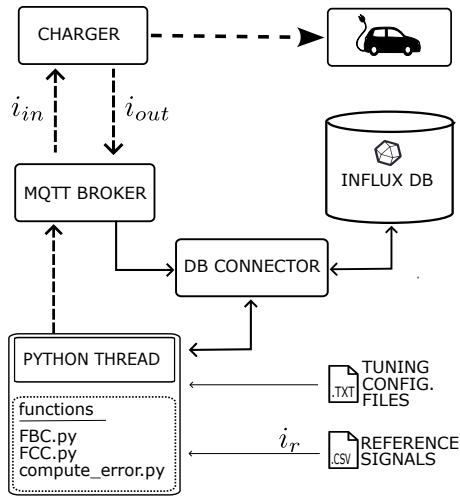 CHARGER
i_in
i_out
MQTT BROKER
INFLUX DB
DB CONNECTOR
PYTHON THREAD
functions
FBC.py
FCC.py
compute_error.py
.TXT
TUNING
CONFIG.
FILES
i_r
.CSV
REFERENCE
SIGNALS